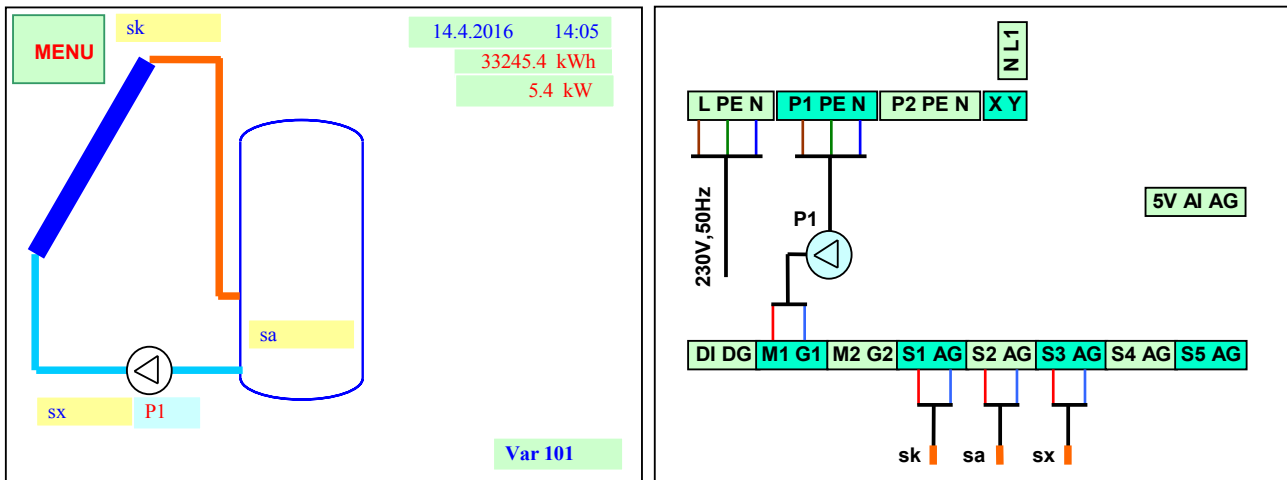 sk
MENU
14.4.2016 14:05
33245.4 kWh
5.4 kW
sa
sx
P1
Var 101
N L1
L PE N
P1 PE N
P2 PE N
X Y
230V,50Hz
P1
5V AI AG
DI DG
M1 G1
M2 G2
S1 AG
S2 AG
S3 AG
S4 AG
S5 AG
sk
sa
sx